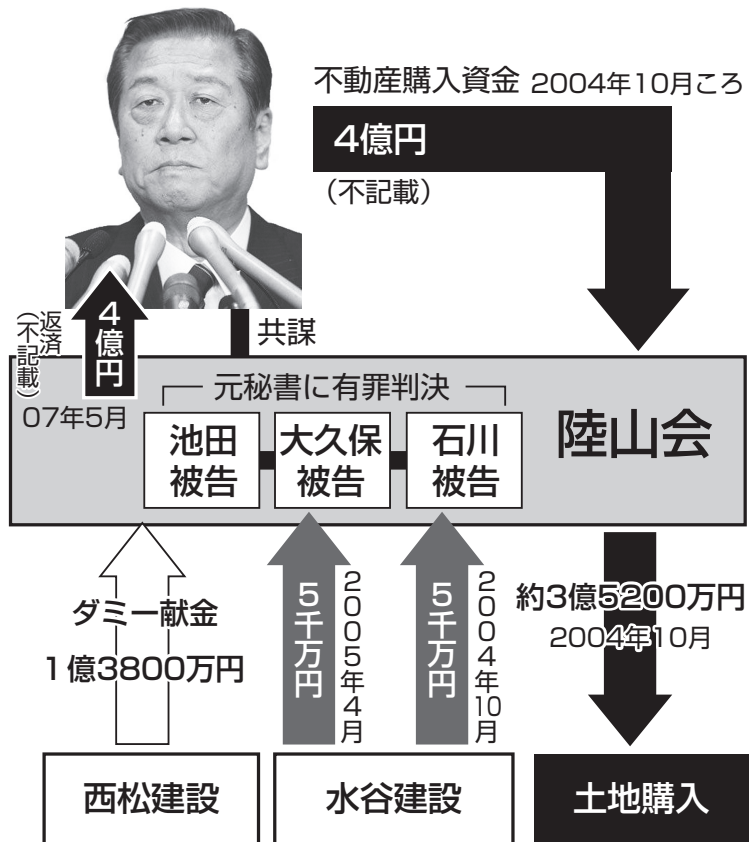 不動産購入資金 2004年10月ころ
4億円
（不記載）
4億円
返済
（不記載）
07年5月
共謀
元秘書に有罪判決
池田
被告
大久保
被告
石川
被告
陸山会
ダミー献金
1億3800万円
5千万円
2005年4月
5千万円
2004年10月
約3億5200万円
2004年10月
西松建設
水谷建設
土地購入